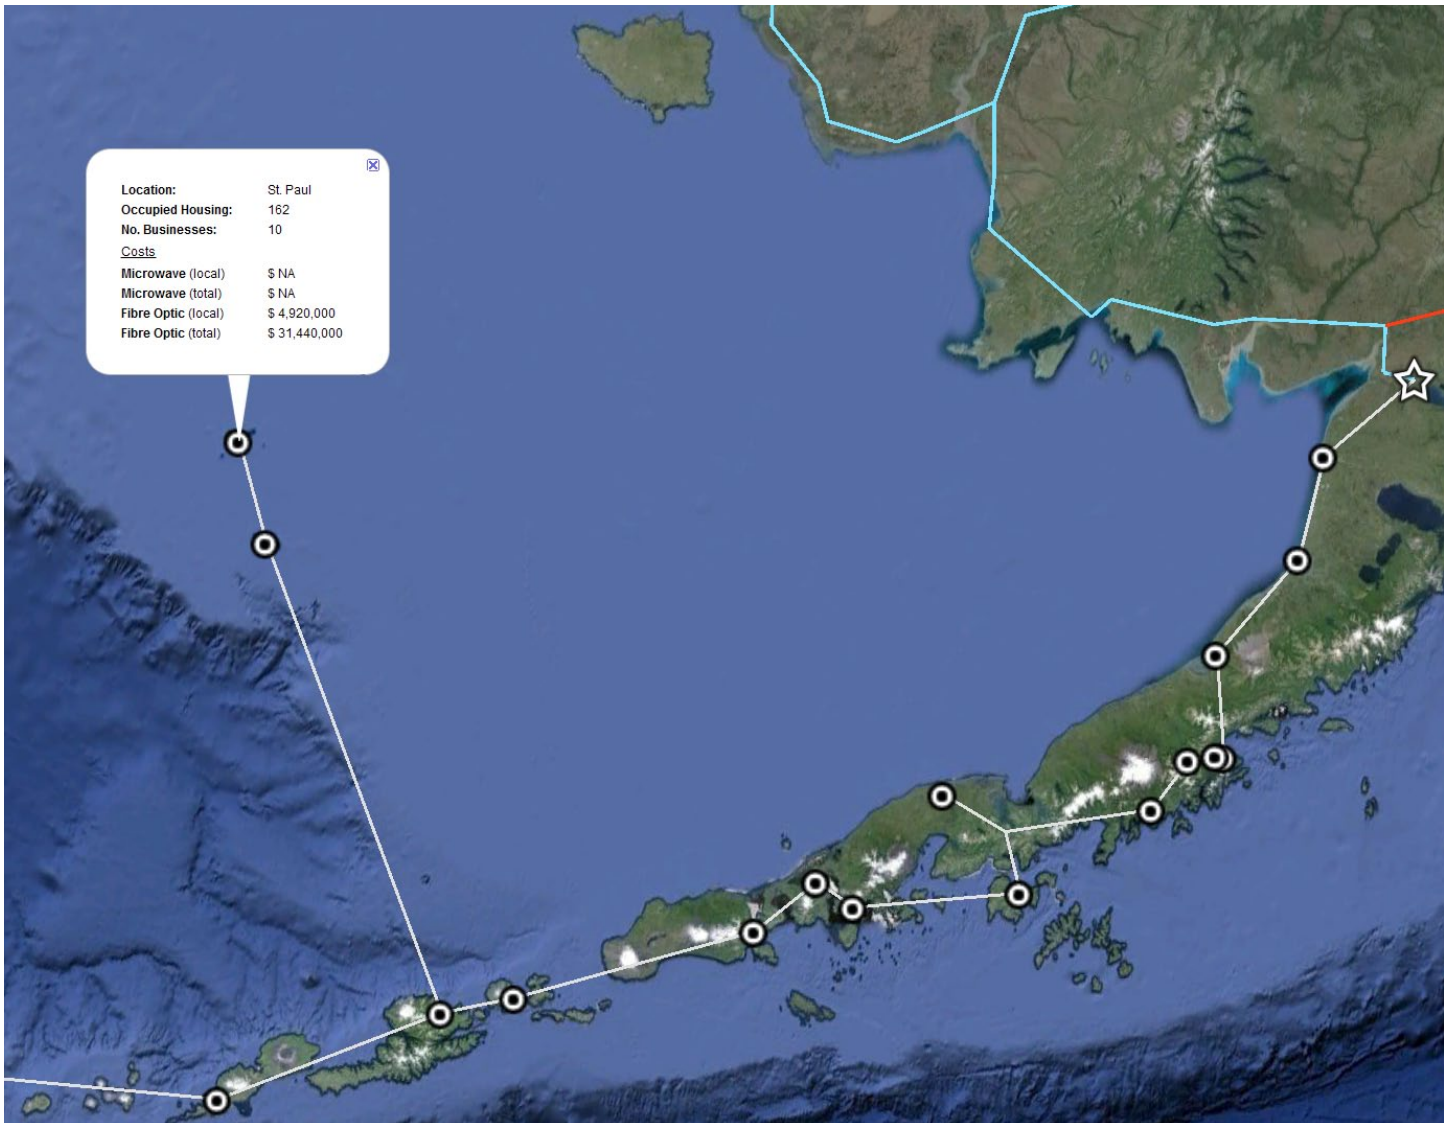 Location: St. Paul
Occupied Housing: 162
No. Businesses: 10
Costs
Microwave (local) $ NA
Microwave (total) $ NA
Fibre Optic (local) $ 4,920,000
Fibre Optic (total) $ 31,440,000